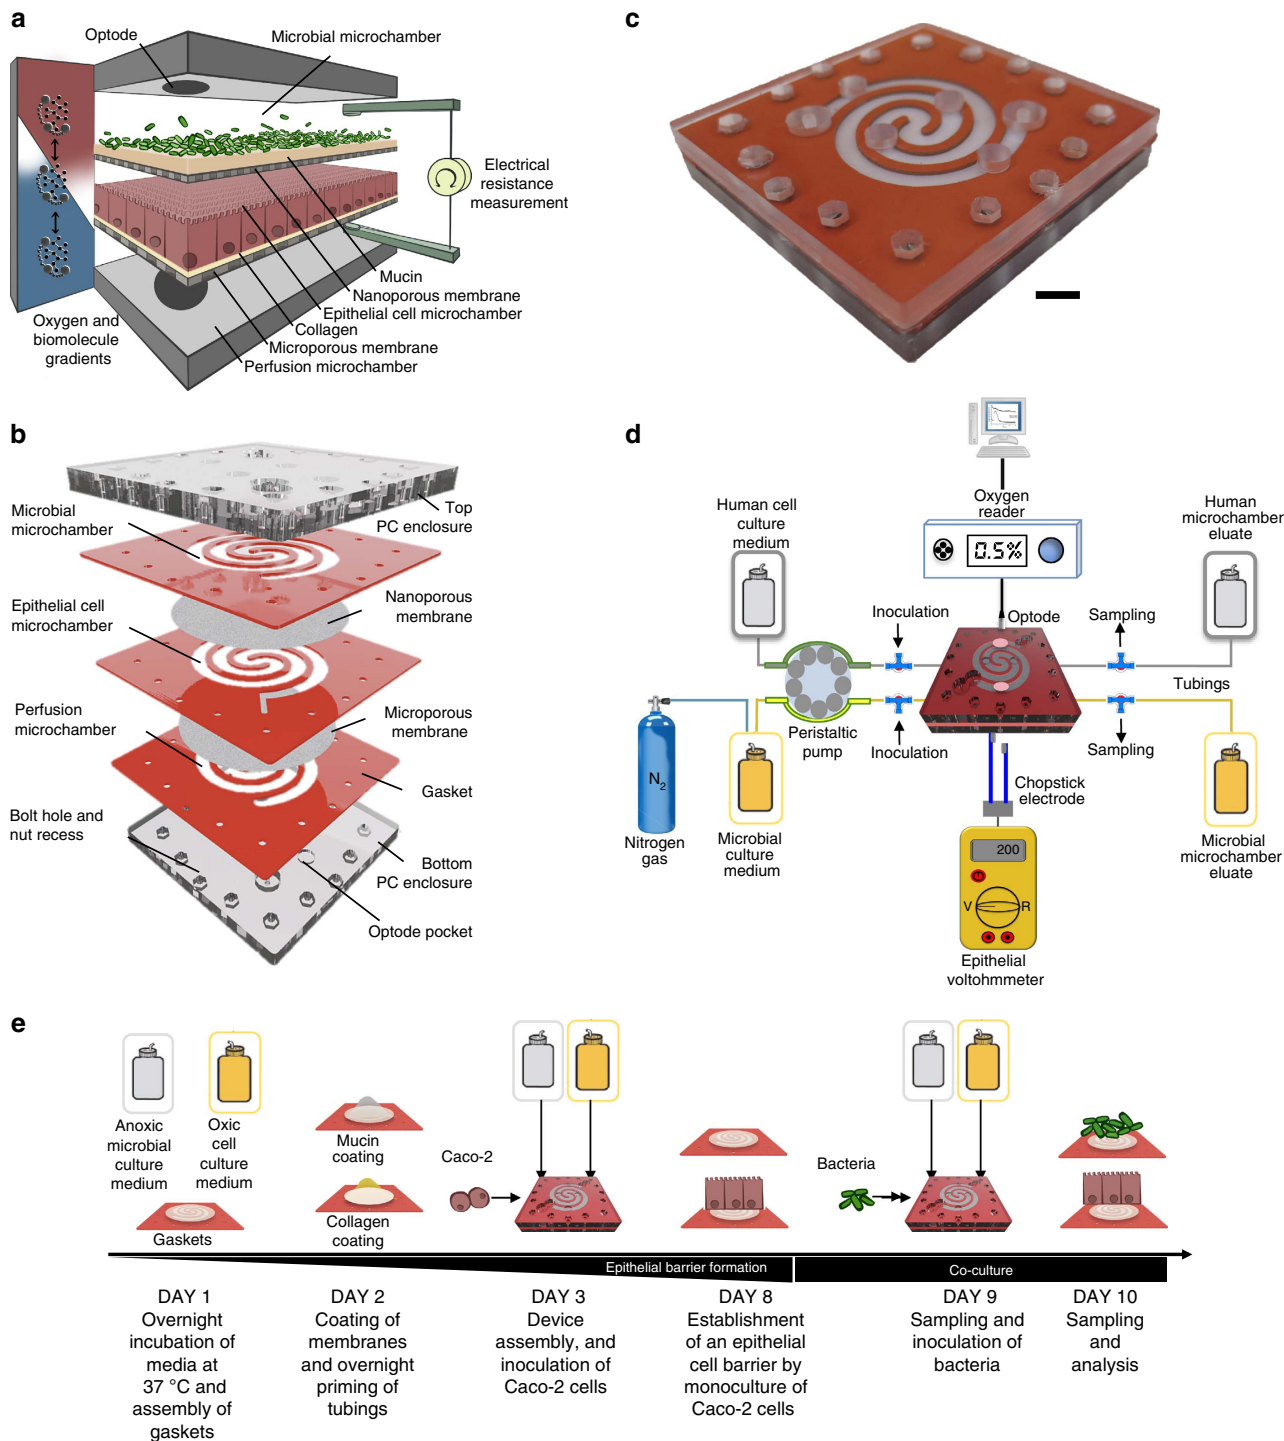 a
Optode
Microbial microchamber
Electrical
resistance
measurement
Mucin
Nanoporous membrane
Epithelial cell microchamber
Collagen
Microporous membrane
Perfusion microchamber
Oxygen and
biomolecule
gradients
c
b
Top
PC enclosure
Microbial
microchamber
Nanoporous
membrane
Epithelial cell
microchamber
Perfusion
microchamber
Microporous
membrane
Gasket
Bolt hole and
nut recess
Bottom
PC enclosure
Optode pocket
d
Oxygen
reader
Human cell
culture
medium
Human
microchamber
eluate
0.5%
Inoculation
Optode
Sampling
Tubings
Peristaltic
pump
Inoculation
Sampling
N2
Nitrogen
gas
Microbial
culture
medium
Chopstick
electrode
Microbial
microchamber
eluate
200
V
R
Epithelial
voltohmmeter
e
Anoxic
microbial
culture
medium
Oxic
cell
culture
medium
Gaskets
Mucin
coating
Collagen
coating
Caco-2
Bacteria
Epithelial barrier formation
Co-culture
DAY 1
Overnight
incubation of
media at
37 °C and
assembly of
gaskets
DAY 2
Coating of
membranes
and overnight
priming of
tubings
DAY 3
Device
assembly, and
inoculation of
Caco-2 cells
DAY 8
Establishment
of an epithelial
cell barrier by
monoculture of
Caco-2 cells
DAY 9
Sampling and
inoculation of
bacteria
DAY 10
Sampling
and
analysis